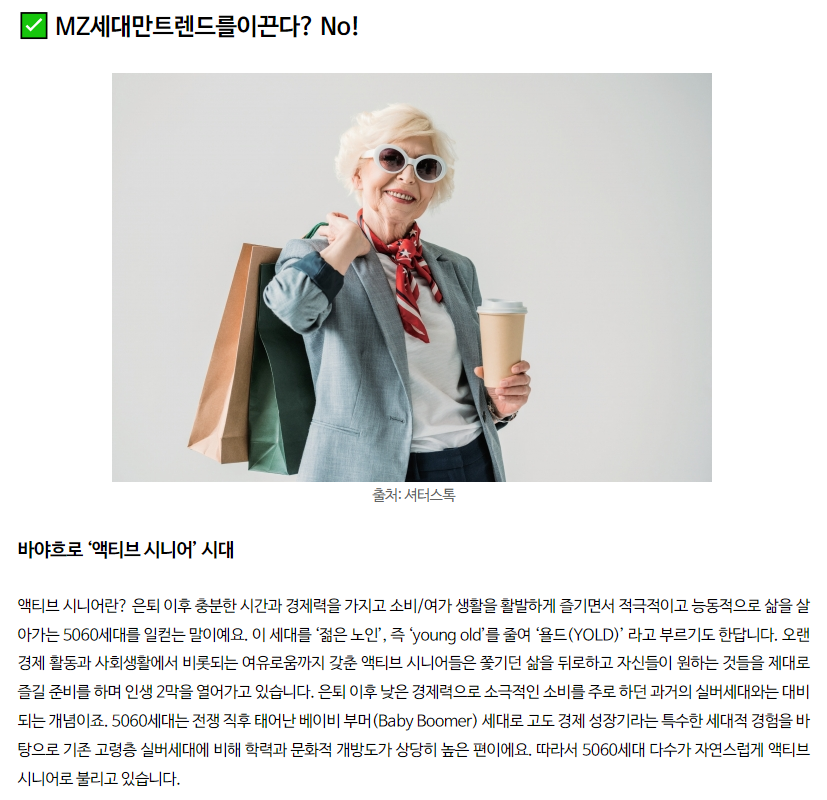 MZ세대만트렌드를이끈다? No!
출처: 셔터스톡
바야흐로 ‘액티브 시니어’ 시대
액티브 시니어란? 은퇴 이후 충분한 시간과 경제력을 가지고 소비/여가 생활을 활발하게 즐기면서 적극적이고 능동적으로 삶을 살
아가는 5060세대를 일컫는 말이예요. 이 세대를 ‘젊은 노인’, 즉 ‘young old’를 줄여 ‘욜드(YOLD)’ 라고 부르기도 한답니다. 오랜
경제 활동과 사회생활에서 비롯되는 여유로움까지 갖춘 액티브 시니어들은 쫓기던 삶을 뒤로하고 자신들이 원하는 것들을 제대로
즐길 준비를 하며 인생 2막을 열어가고 있습니다. 은퇴 이후 낮은 경제력으로 소극적인 소비를 주로 하던 과거의 실버세대와는 대비
되는 개념이죠. 5060세대는 전쟁 직후 태어난 베이비 부머(Baby Boomer) 세대로 고도 경제 성장기라는 특수한 세대적 경험을 바
탕으로 기존 고령층 실버세대에 비해 학력과 문화적 개방도가 상당히 높은 편이에요. 따라서 5060세대 다수가 자연스럽게 액티브
시니어로 불리고 있습니다.